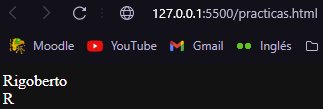 127.0.0.1:5500/practicas.html
Moodle YouTube Gmail Inglés
Rigoberto
R